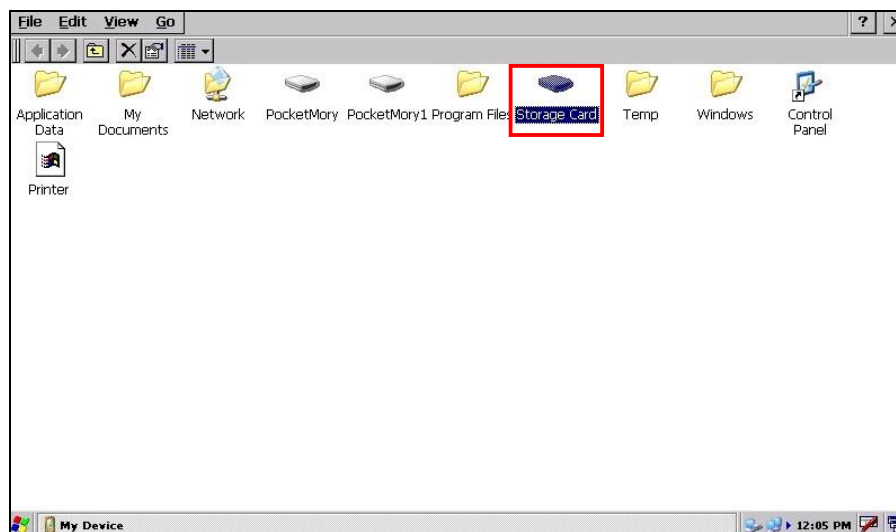 File Edit View Go ?
Application Data My Documents Network PocketMory PocketMory1 Program Files Storage Card Temp Windows Control Panel
Printer
My Device 12:05 PM